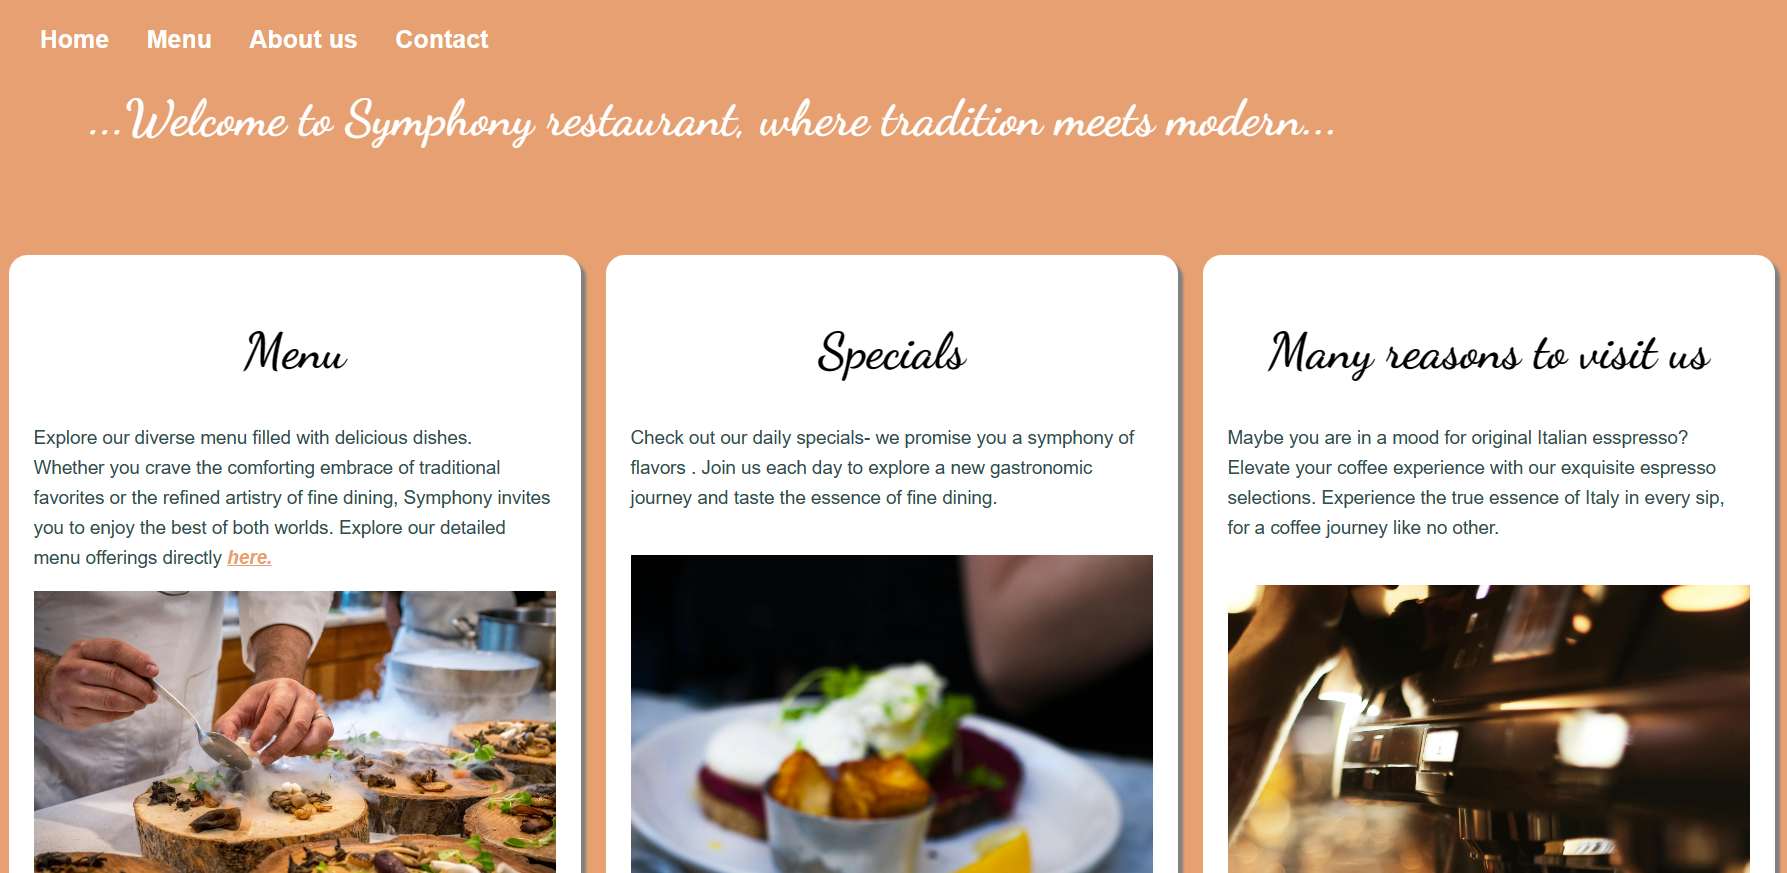 Home Menu About us Contact
...Welcome to Symphony restaurant, where tradition meets modern...
Menu
Explore our diverse menu filled with delicious dishes.
Whether you crave the comforting embrace of traditional
favorites or the refined artistry of fine dining, Symphony invites
you to enjoy the best of both worlds. Explore our detailed
menu offerings directly here.
Specials
Check out our daily specials- we promise you a symphony of
flavors . Join us each day to explore a new gastronomic
journey and taste the essence of fine dining.
Many reasons to visit us
Maybe you are in a mood for original Italian esspresso?
Elevate your coffee experience with our exquisite espresso
selections. Experience the true essence of Italy in every sip,
for a coffee journey like no other.